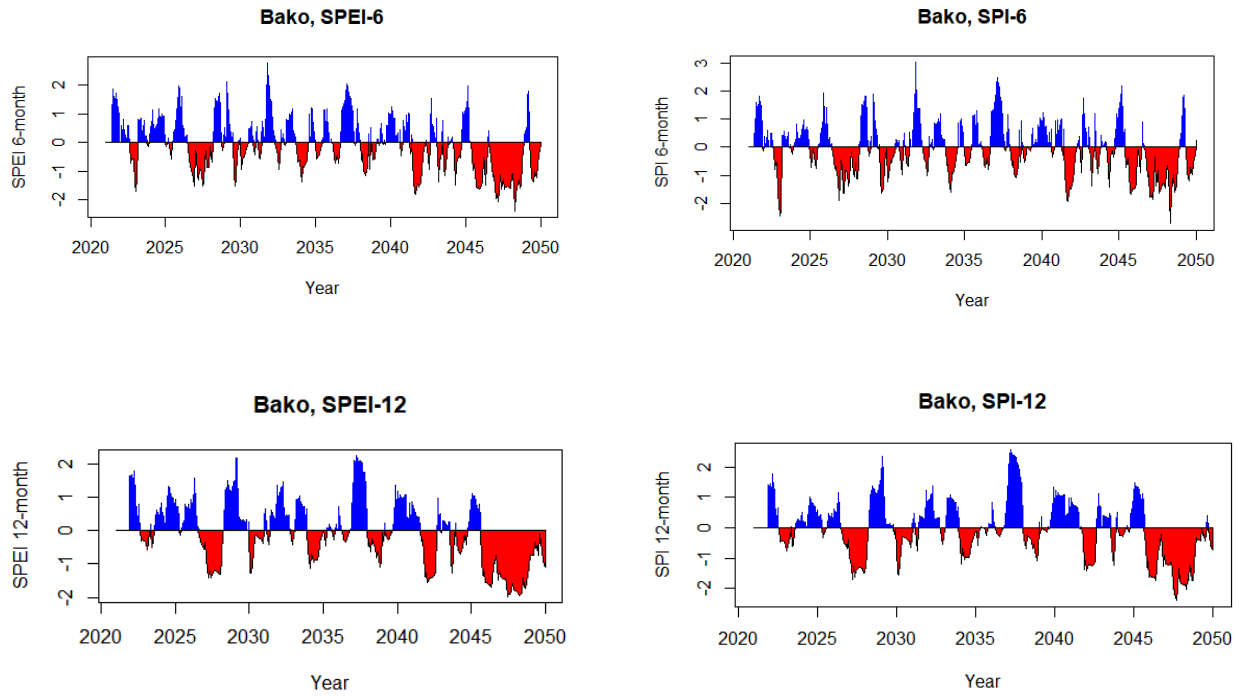 Bako, SPEI-6
SPEI 6-month
2
1
0
-1
-2
2020 2025 2030 2035 2040 2045 2050
Year
Bako, SPI-6
SPI 6-month
3
2
1
0
-1
-2
2020 2025 2030 2035 2040 2045 2050
Year
Bako, SPEI-12
SPEI 12-month
2
1
0
-1
-2
2020 2025 2030 2035 2040 2045 2050
Year
Bako, SPI-12
SPI 12-month
2
1
0
-1
-2
2020 2025 2030 2035 2040 2045 2050
Year